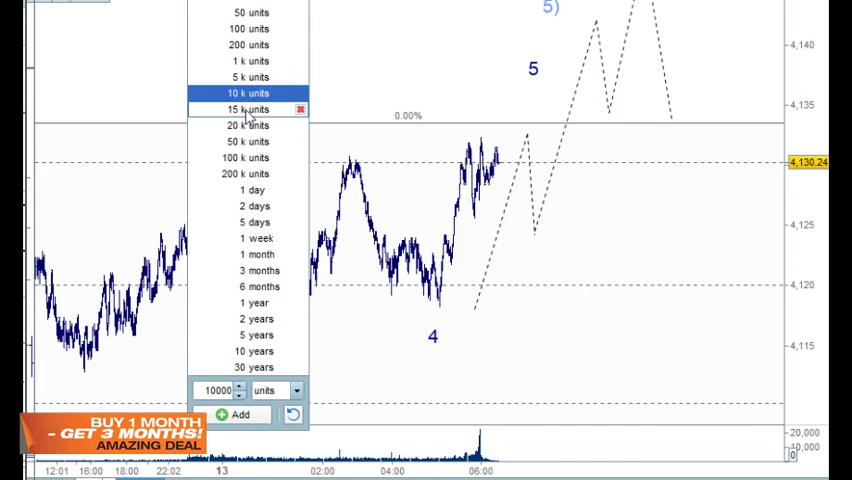 50 units
100 units
200 units
1 k units
5 k units
10 k units
15 k units
20 k units
50 k units
100 k units
200 k units
1 day
2 days
5 days
1 week
1 month
3 months
6 months
1 year
2 years
5 years
10 years
30 years
10000 units
Add
5)
5
0.00%
4
4,140
4,135
4,130.24
4,125
4,120
4,115
20,000
10,000
0
BUY 1 MONTH
- GET 3 MONTHS!
AMAZING DEAL
12:01 16:00 18:00 22:02 13 02:00 04:00 06:00